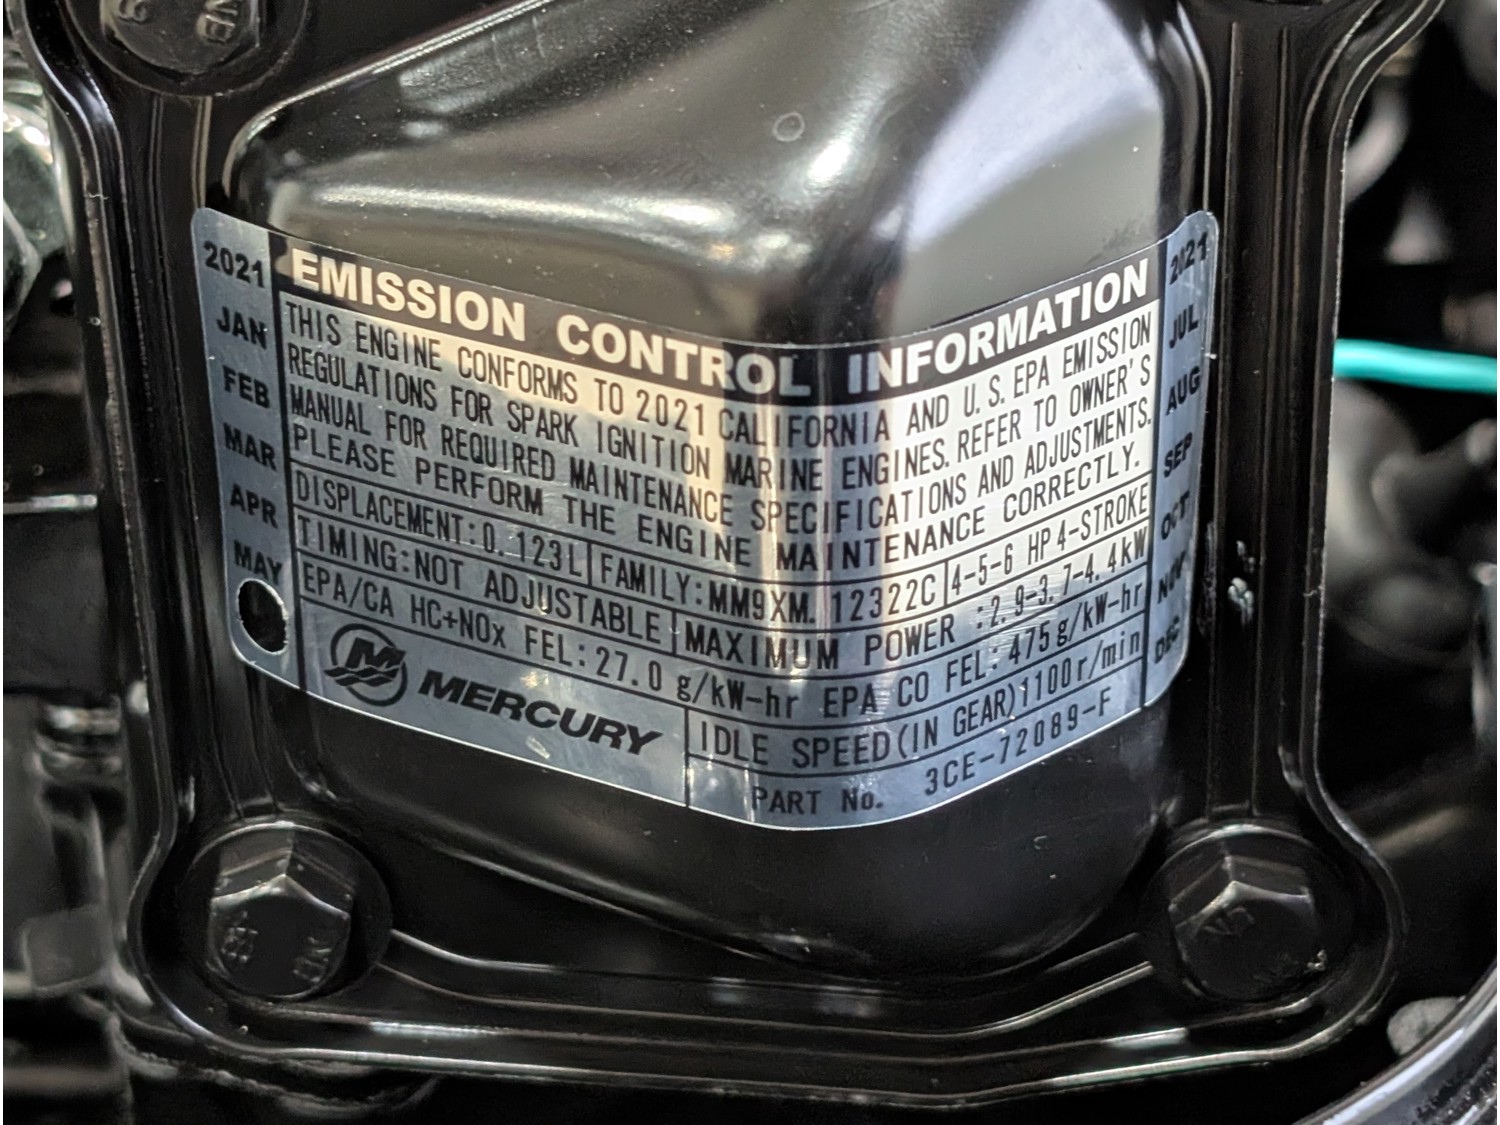 2021
JAN
FEB
MAR
APR
MAY
EMISSION CONTROL INFORMATION
THIS ENGINE CONFORMS TO 2021 CALIFORNIA AND U.S. EPA EMISSION
REGULATIONS FOR SPARK IGNITION MARINE ENGINES. REFER TO OWNER'S
MANUAL FOR REQUIRED MAINTENANCE SPECIFICATIONS AND ADJUSTMENTS.
PLEASE PERFORM THE ENGINE MAINTENANCE CORRECTLY.
DISPLACEMENT:0.123L FAMILY:MM9XM.12322C 4-5-6 HP 4-STROKE
TIMING:NOT ADJUSTABLE MAXIMUM POWER :2.9-3.7-4.4kW
EPA/CA HC+NOx FEL:27.0 g/kW-hr EPA CO FEL:475g/kW-hr
MERCURY
IDLE SPEED(IN GEAR)1100r/min
PART No. 3CE-72089-F
2021
JUL
AUG
SEP
OCT
NOV
DEC